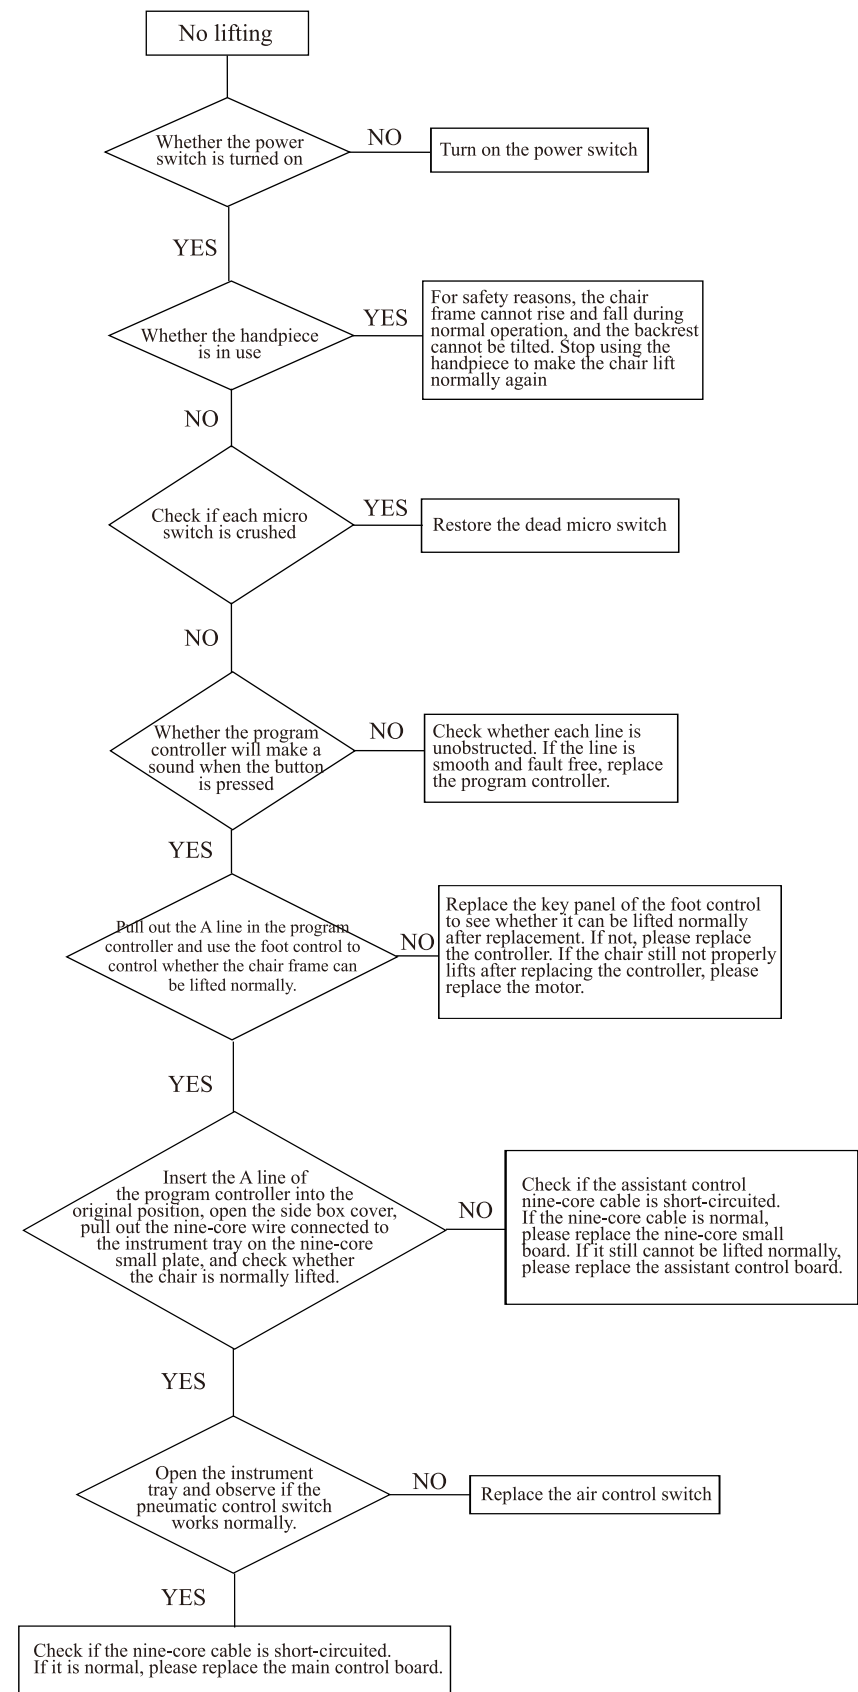 No lifting
Whether the power
switch is turned on
NO
Turn on the power switch
YES
Whether the handpiece
is in use
YES
For safety reasons, the chair
frame cannot rise and fall during
normal operation, and the backrest
cannot be tilted. Stop using the
handpiece to make the chair lift
normally again
NO
Check if each micro
switch is crushed
YES
Restore the dead micro switch
NO
Whether the program
controller will make a
sound when the button
is pressed
NO
Check whether each line is
unobstructed. If the line is
smooth and fault free, replace
the program controller.
YES
Pull out the A line in the program
controller and use the foot control to
control whether the chair frame can
be lifted normally.
NO
Replace the key panel of the foot control
to see whether it can be lifted normally
after replacement. If not, please replace
the controller. If the chair still not properly
lifts after replacing the controller, please
replace the motor.
YES
Insert the A line of
the program controller into the
original position, open the side box cover,
pull out the nine-core wire connected to
the instrument tray on the nine-core
small plate, and check whether
the chair is normally lifted.
NO
Check if the assistant control
nine-core cable is short-circuited.
If the nine-core cable is normal,
please replace the nine-core small
board. If it still cannot be lifted normally,
please replace the assistant control board.
YES
Open the instrument
tray and observe if the
pneumatic control switch
works normally.
NO
Replace the air control switch
YES
Check if the nine-core cable is short-circuited.
If it is normal, please replace the main control board.